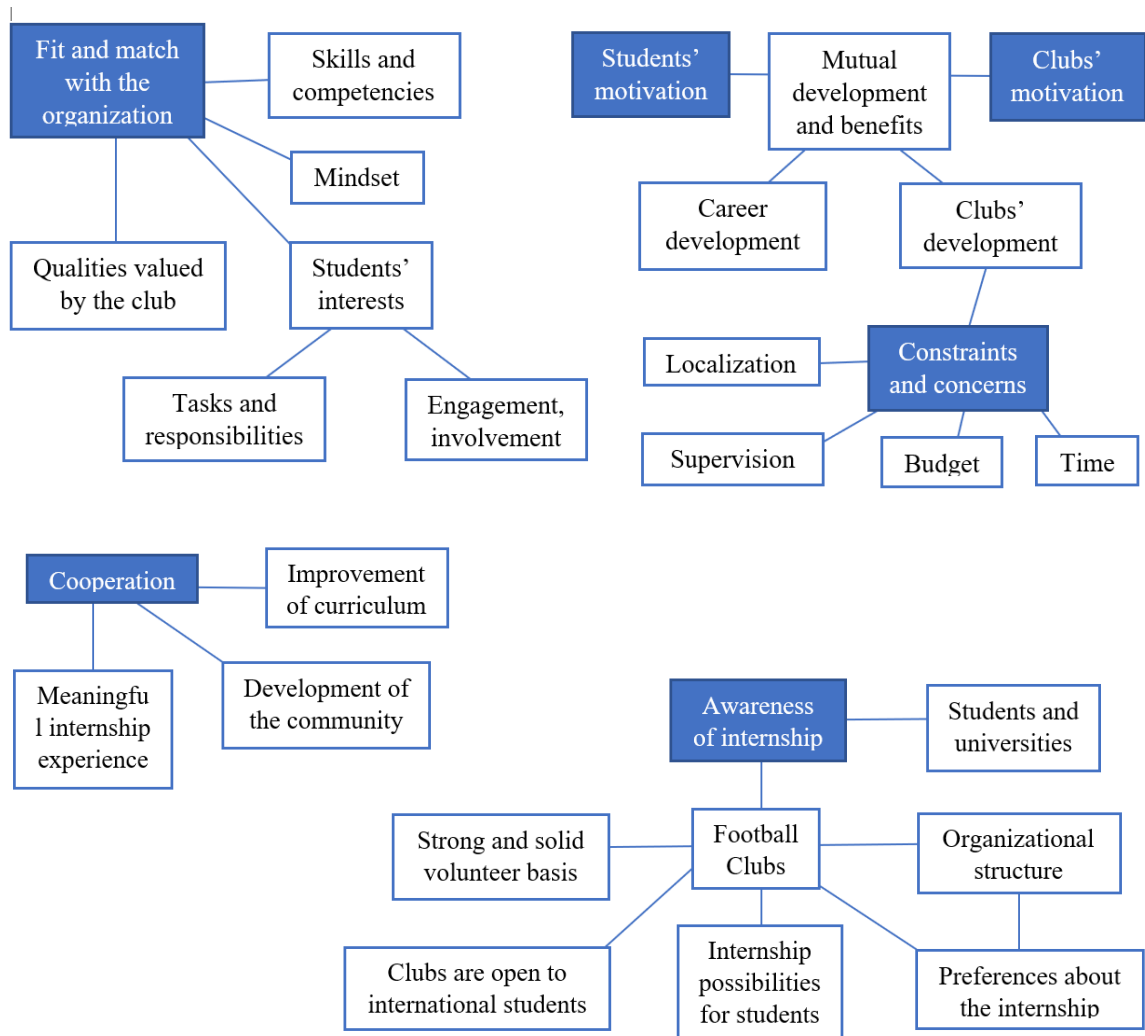 Fit and match
with the
organization
Skills and
competencies
Mindset
Qualities valued
by the club
Students’
interests
Tasks and
responsibilities
Engagement,
involvement
Students’
motivation
Mutual
development
and benefits
Clubs’
motivation
Career
development
Clubs’
development
Localization
Constraints
and concerns
Supervision
Budget
Time
Cooperation
Improvement
of curriculum
Meaningfu
l internship
experience
Development of
the community
Awareness
of internship
Students and
universities
Strong and solid
volunteer basis
Football
Clubs
Organizational
structure
Clubs are open to
international students
Internship
possibilities
for students
Preferences about
the internship